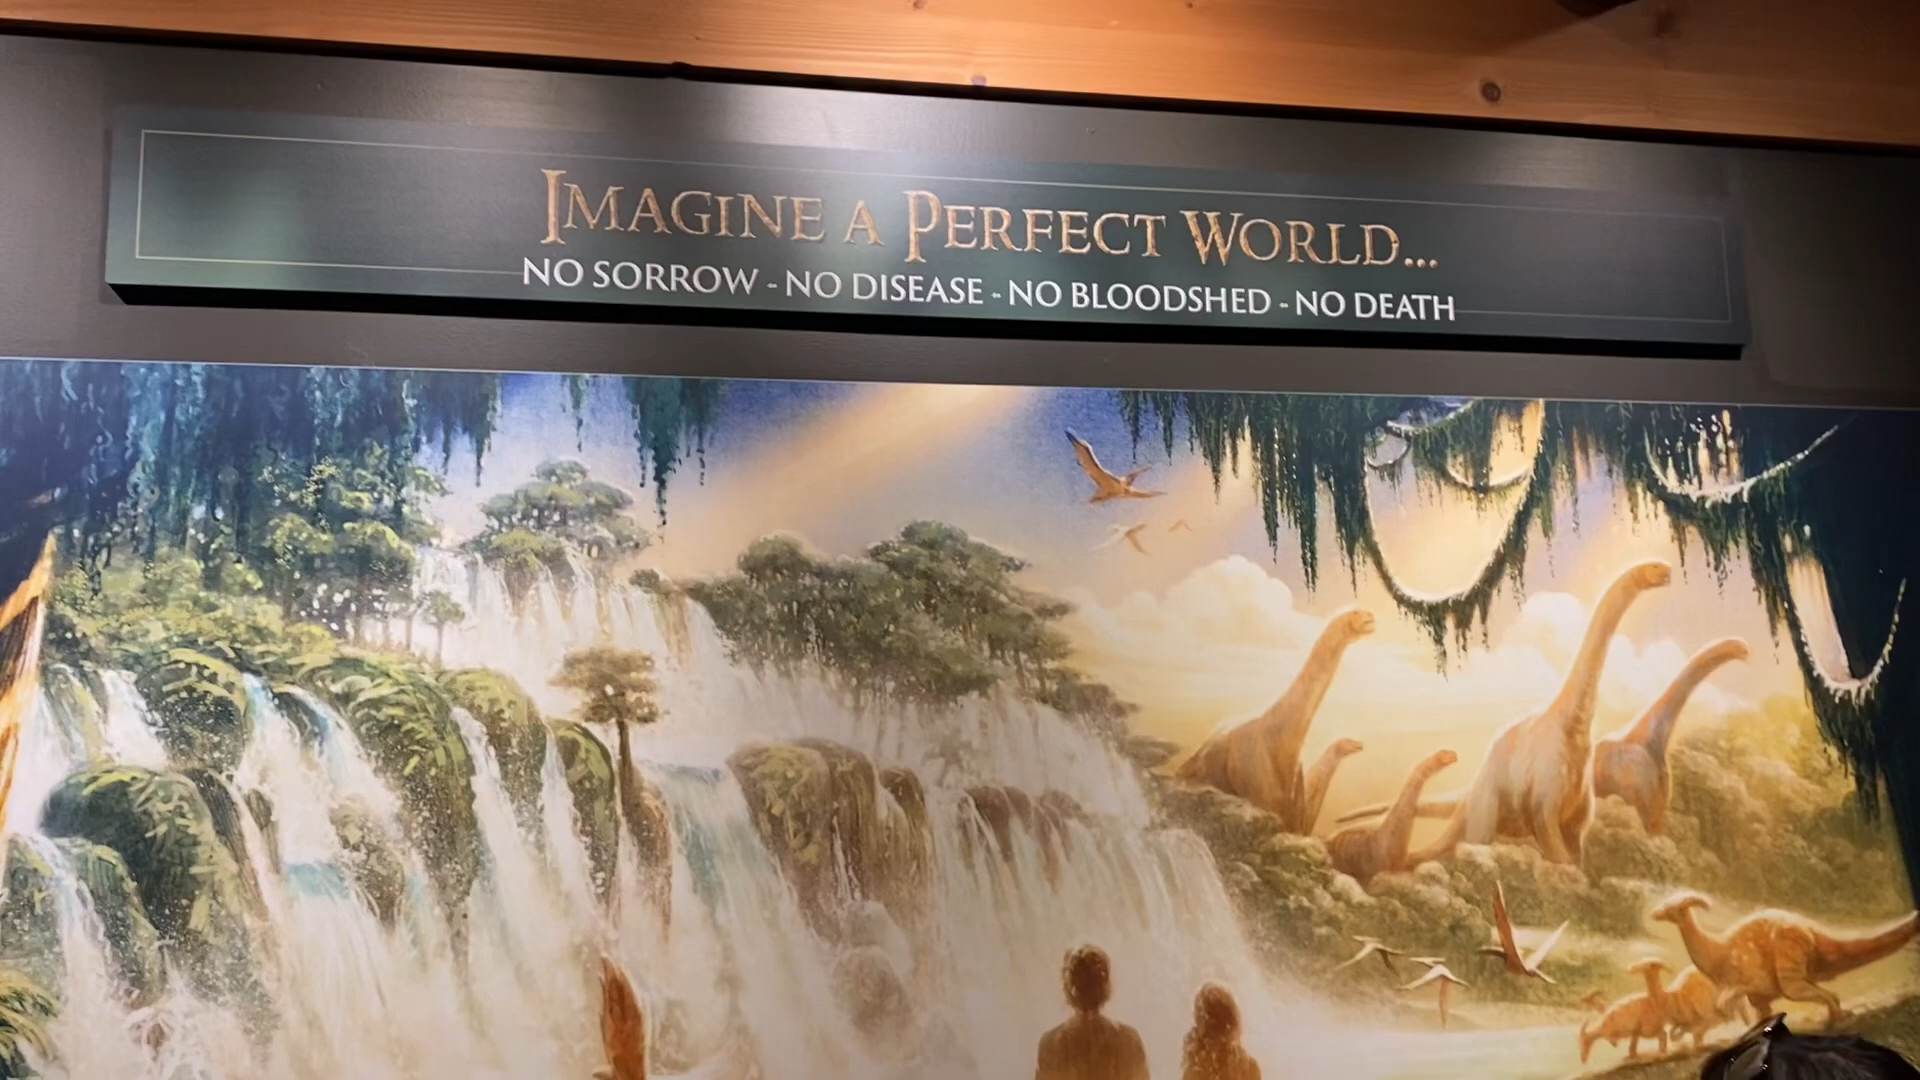 IMAGINE A PERFECT WORLD...
NO SORROW - NO DISEASE - NO BLOODSHED - NO DEATH